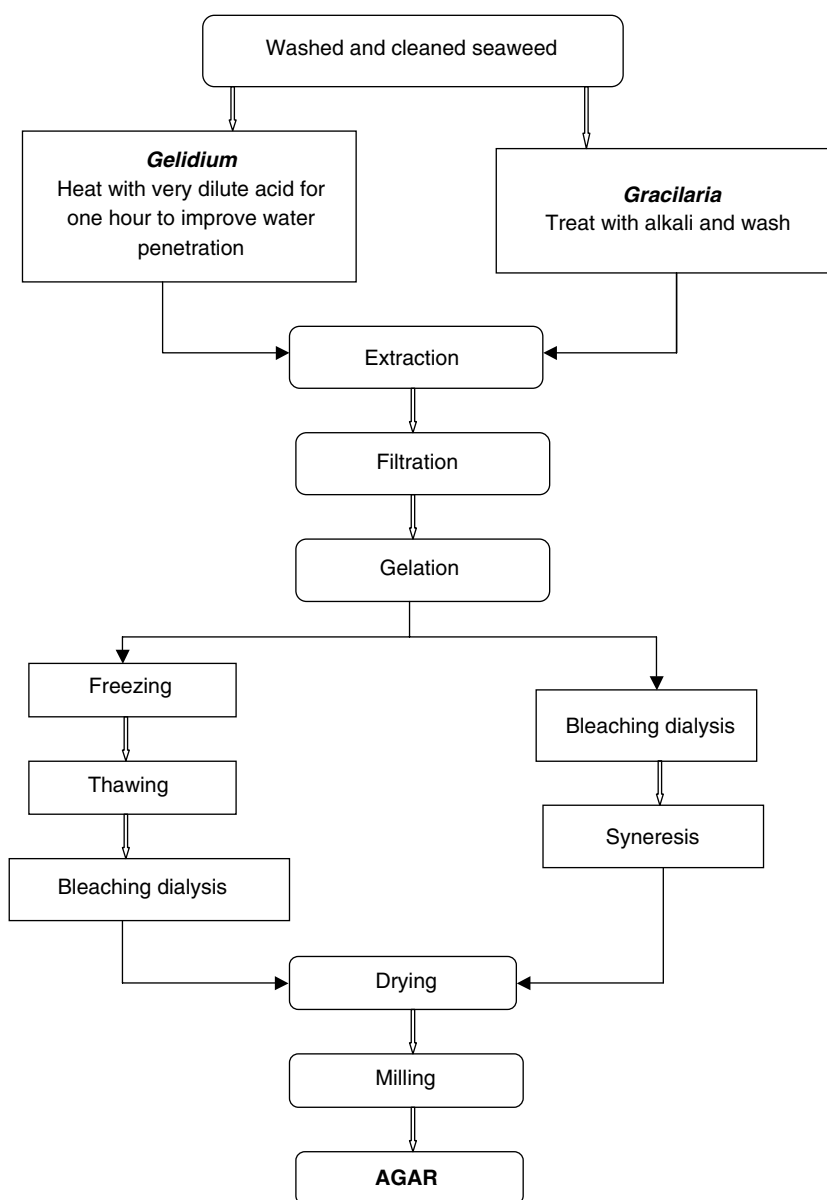 Washed and cleaned seaweed
Gelidium
Heat with very dilute acid for
one hour to improve water
penetration
Gracilaria
Treat with alkali and wash
Extraction
Filtration
Gelation
Freezing
Thawing
Bleaching dialysis
Bleaching dialysis
Syneresis
Drying
Milling
AGAR